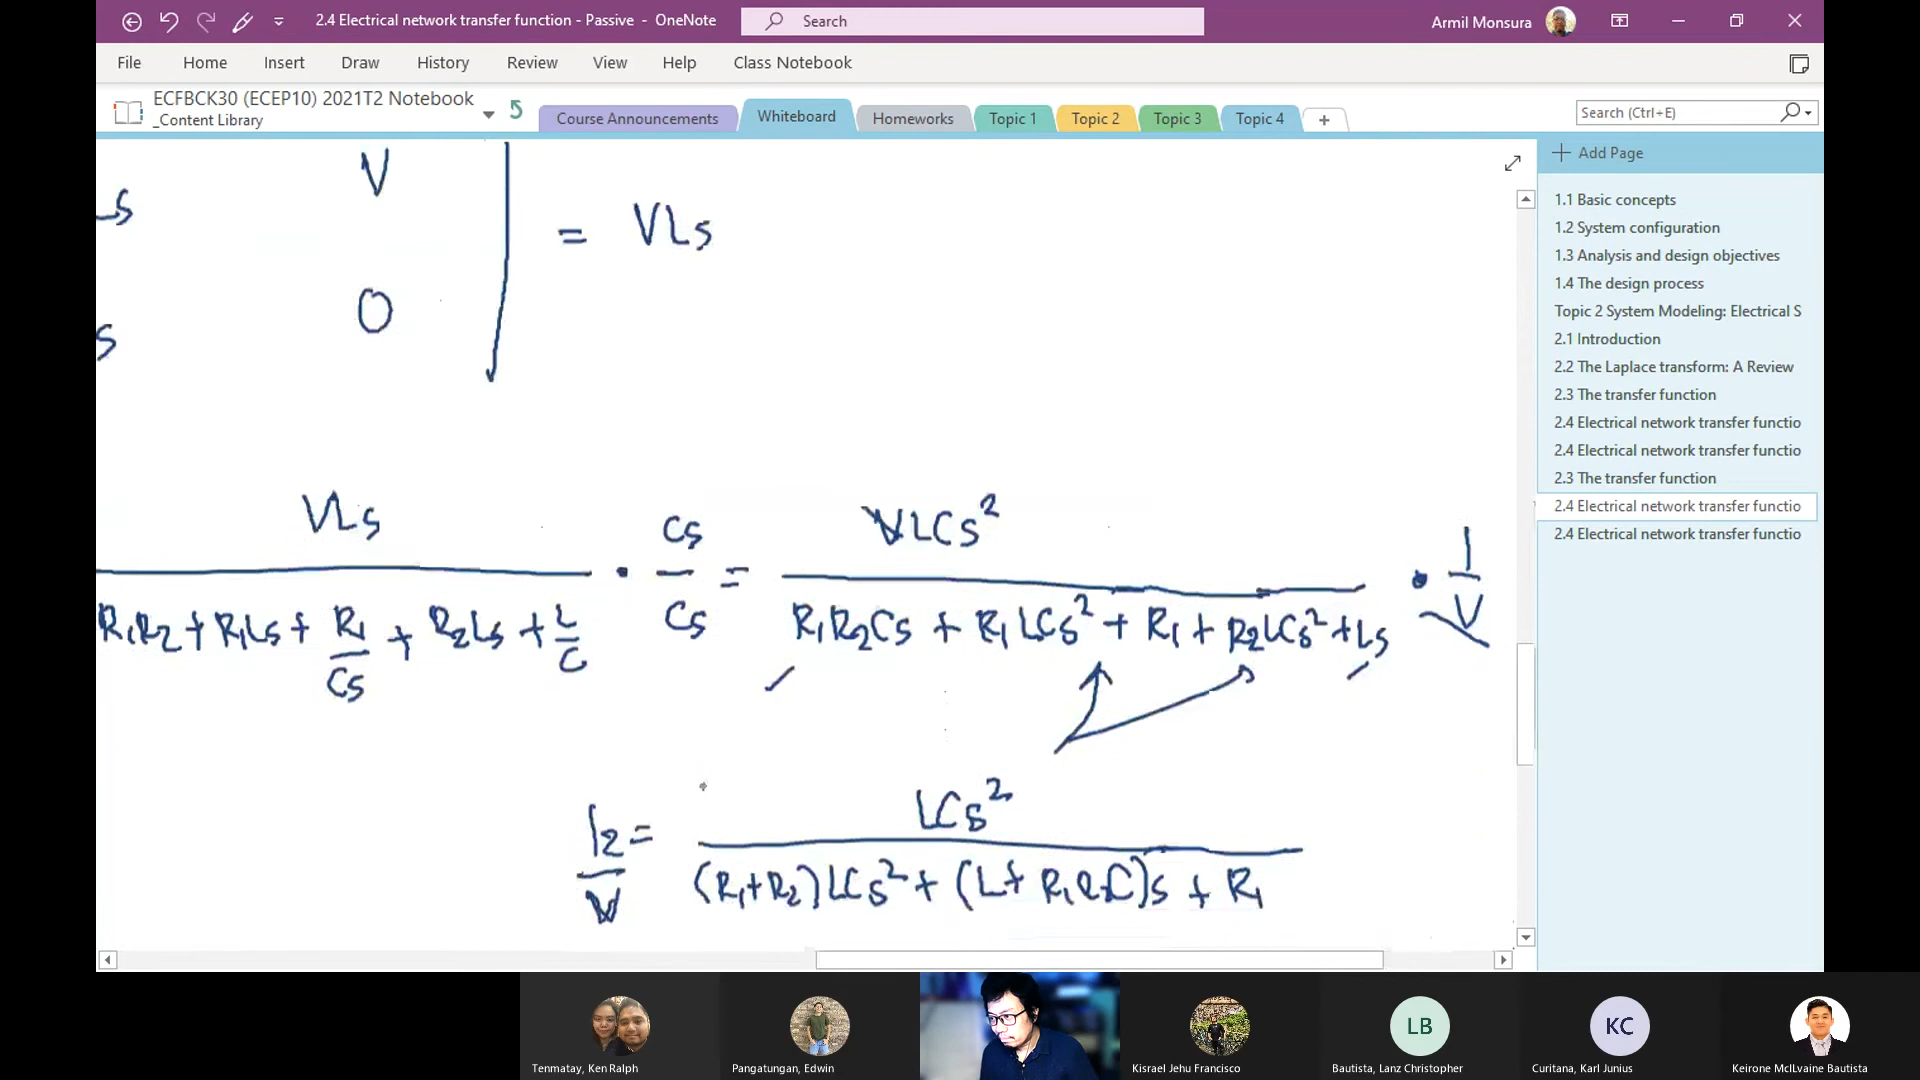 2.4 Electrical network transfer function - Passive - OneNote
Search
Armil Monsura
File Home Insert Draw History Review View Help Class Notebook
ECFBCK30 (ECEP10) 2021T2 Notebook
_Content Library
Course Announcements Whiteboard Homeworks Topic 1 Topic 2 Topic 3 Topic 4 +
Search (Ctrl+E)
Add Page
1.1 Basic concepts
1.2 System configuration
1.3 Analysis and design objectives
1.4 The design process
Topic 2 System Modeling: Electrical S
2.1 Introduction
2.2 The Laplace transform: A Review
2.3 The transfer function
2.4 Electrical network transfer functio
2.4 Electrical network transfer functio
2.3 The transfer function
2.4 Electrical network transfer functio
2.4 Electrical network transfer functio
V
Ls
= VLs
0
s
VLs Cs VLCs² 1
· = ·
R₁R₂ + R₁Ls + R₁/Cs + R₂Ls + L/C Cs R₁R₂Cs + R₁LCs² + R₁ + R₂LCs² + Ls V
LCs²
I₂/V =
(R₁+R₂)LCs² + (L+ R₁R₂C)s + R₁
Tenmatay, Ken Ralph
Pangatungan, Edwin
Kisrael Jehu Francisco
LB
Bautista, Lanz Christopher
KC
Curitana, Karl Junius
Keirone McIlvaine Bautista